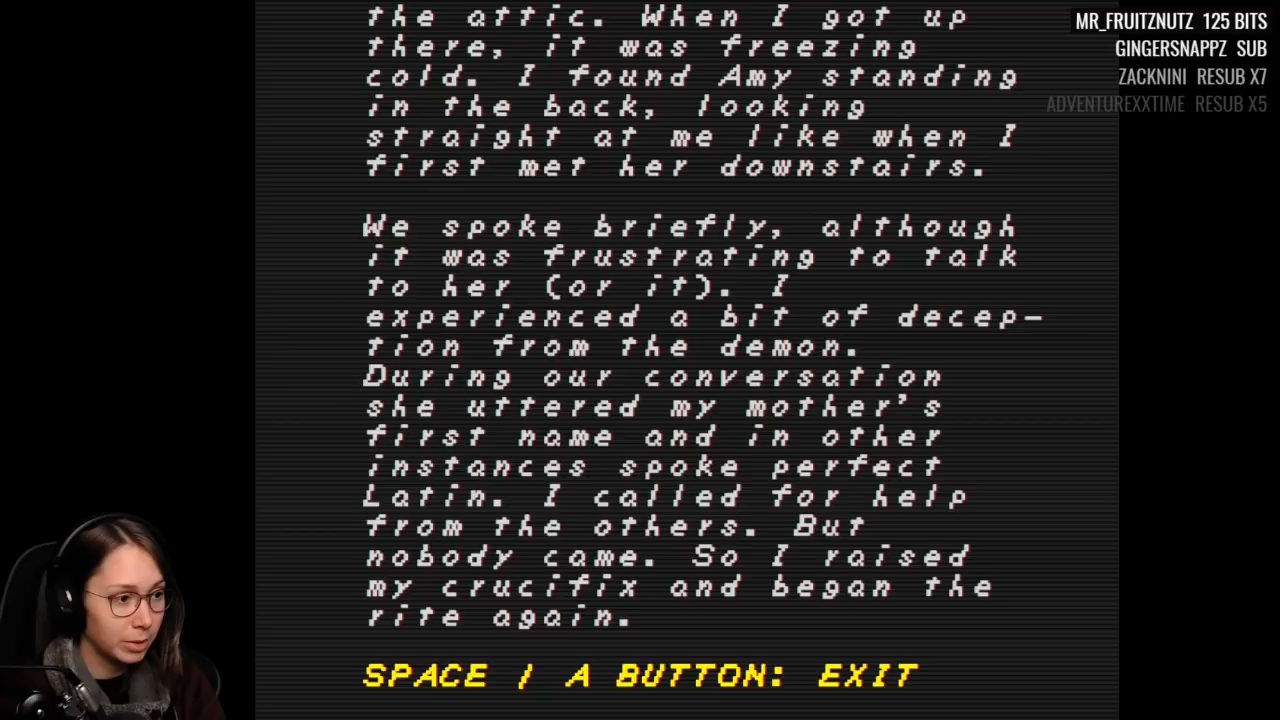 the attic. When I got up
there, it was freezing
cold. I found Amy standing
in the back, looking
straight at me like when I
first met her downstairs.
We spoke briefly, although
it was frustrating to talk
to her (or it). I
experienced a bit of decep-
tion from the demon.
During our conversation
she uttered my mother's
first name and in other
instances spoke perfect
Latin. I called for help
from the others. But
nobody came. So I raised
my crucifix and began the
rite again.
SPACE / A BUTTON: EXIT
MR_FRUITZNUTZ 125 BITS
GINGERSNAPPZ SUB
ZACKNINI RESUB X7
ADVENTUREXXTIME RESUB X5